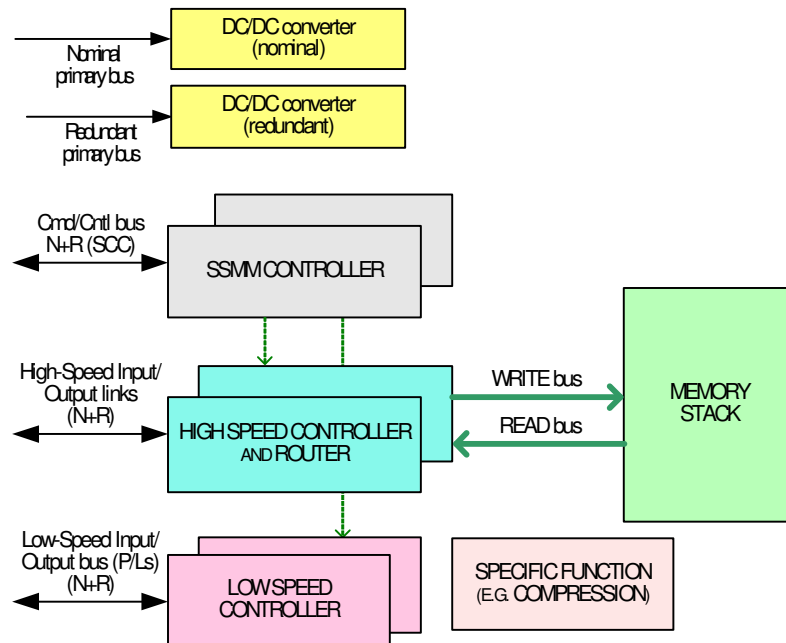 DC/DC converter
(nominal)
Nominal
primary bus
DC/DC converter
(redundant)
Redundant
primary bus
Cmd/Cntl bus
N+R (SCC)
SSMM CONTROLLER
High-Speed Input/
Output links
(N+R)
WRITE bus
MEMORY
STACK
HIGH SPEED CONTROLLER
AND ROUTER
READ bus
Low-Speed Input/
Output bus (P/Ls)
(N+R)
LOW SPEED
CONTROLLER
SPECIFIC FUNCTION
(E.G. COMPRESSION)